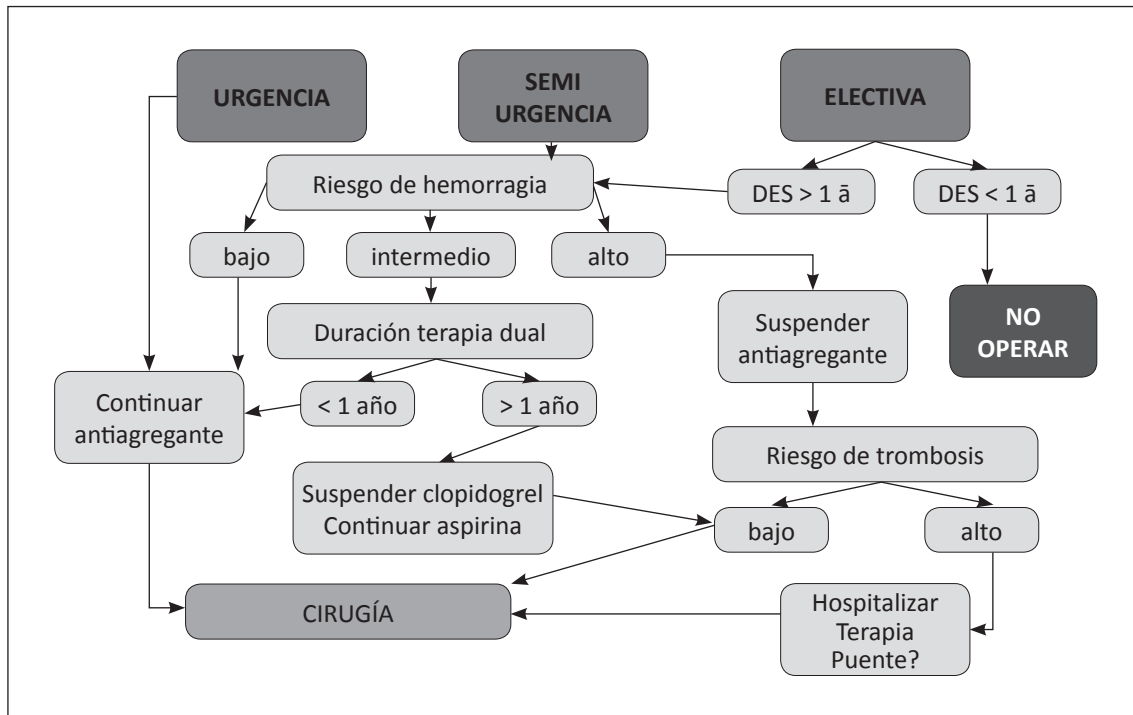 URGENCIA
SEMI
URGENCIA
ELECTIVA
Riesgo de hemorragia
DES > 1 ā
DES < 1 ā
bajo
intermedio
alto
Duración terapia dual
Suspender
antiagregante
NO
OPERAR
Continuar
antiagregante
< 1 año
> 1 año
Riesgo de trombosis
Suspender clopidogrel
Continuar aspirina
bajo
alto
CIRUGÍA
Hospitalizar
Terapia
Puente?